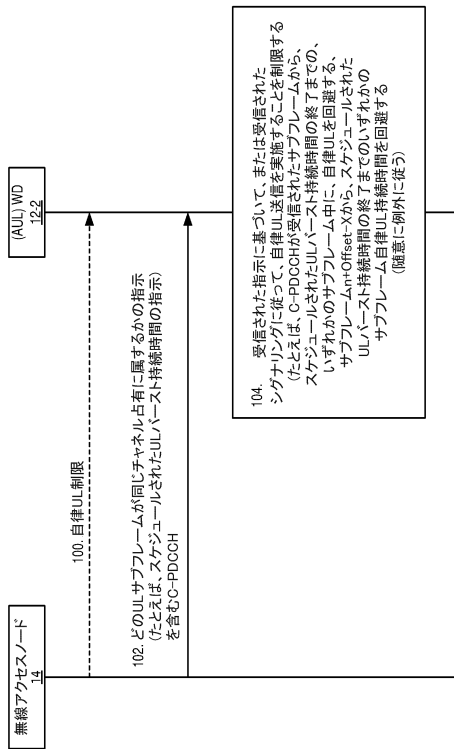 無線アクセスノード
14
(AUL) WD
12-2
100. 自律UL制限
102. どのULサブフレームが同じチャネル占有に属するかの指示
(たとえば、スケジュールされたULバースト持続時間の指示)
を含むC-PDCCH
104. 受信された指示に基づいて、または受信された
シグナリングに従って、自律UL送信を実施することを制限する
(たとえば、C-PDCCHが受信されたサブフレームから、
スケジュールされたULバースト持続時間の終了までの、
いずれかのサブフレーム中に、自律ULを回避する、
サブフレームn+Offset-Xから、スケジュールされた
ULバースト持続時間の終了までのいずれかの
サブフレーム自律UL持続時間を回避する
(随意に例外に従う)